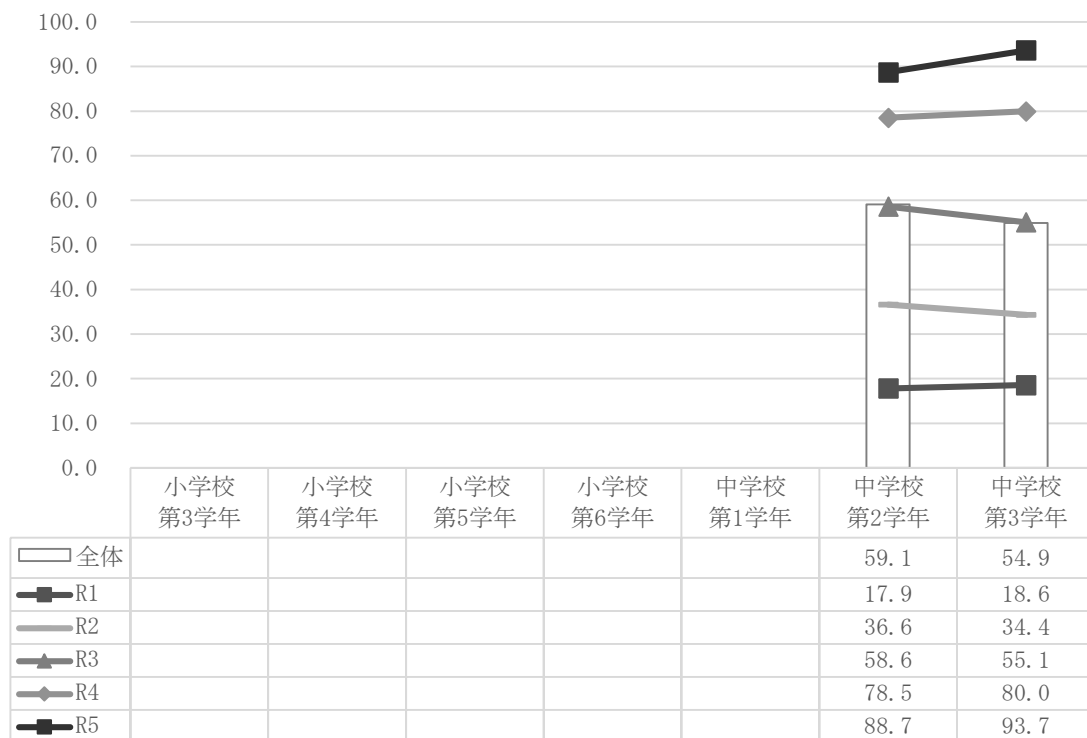 100.0
90.0
80.0
70.0
60.0
50.0
40.0
30.0
20.0
10.0
0.0
小学校 小学校 小学校 小学校 中学校 中学校 中学校
第3学年 第4学年 第5学年 第6学年 第1学年 第2学年 第3学年
全体 59.1 54.9
R1 17.9 18.6
R2 36.6 34.4
R3 58.6 55.1
R4 78.5 80.0
R5 88.7 93.7